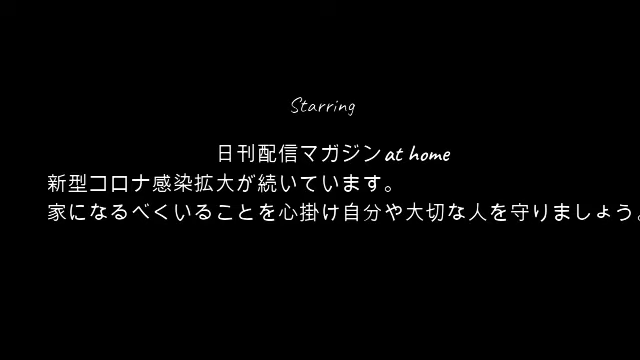 Starring
日刊配信マガジンat home
新型コロナ感染拡大が続いています。
家になるべくいることを心掛け自分や大切な人を守りましょう。